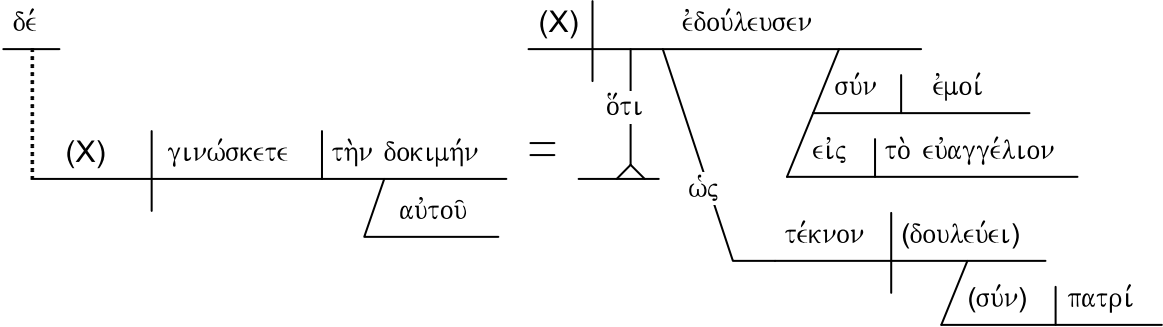 δέ
(X) ἐδούλευσεν
σύν ἐμοί
ὅτι
(X) γινώσκετε τὴν δοκιμήν = εἰς τὸ εὐαγγέλιον
ὡς
αὐτοῦ
τέκνον (δουλεύει)
(σύν) πατρί